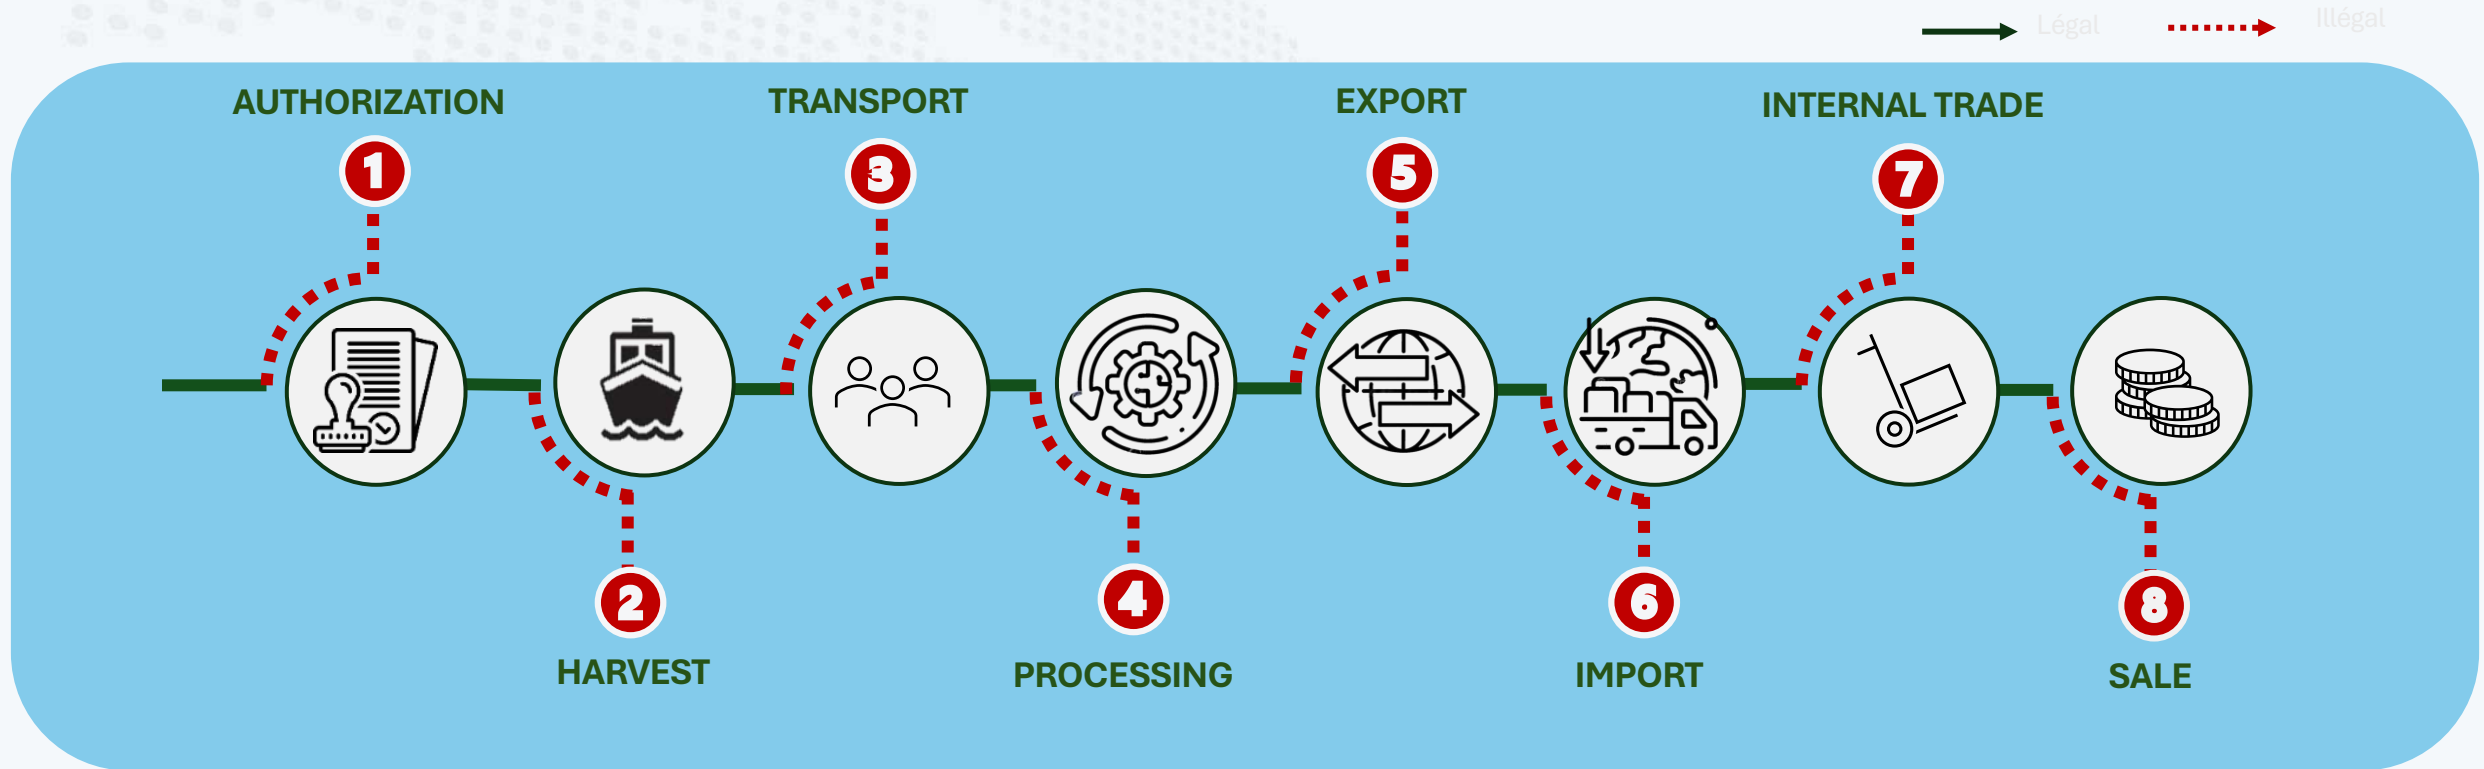 Légal
Illégal
AUTHORIZATION
TRANSPORT
EXPORT
INTERNAL TRADE
1
3
5
7
2
4
6
8
HARVEST
PROCESSING
IMPORT
SALE